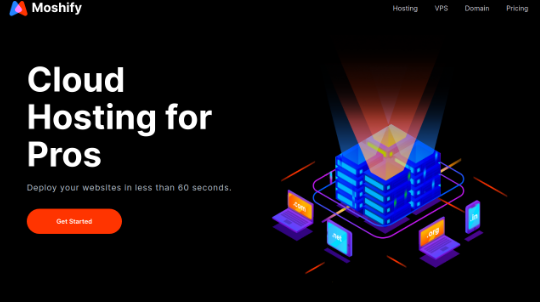 Moshify
Hosting VPS Domain Pricing
Cloud
Hosting for
Pros
Deploy your websites in less than 60 seconds.
Get Started
.com
.net
.org
.in